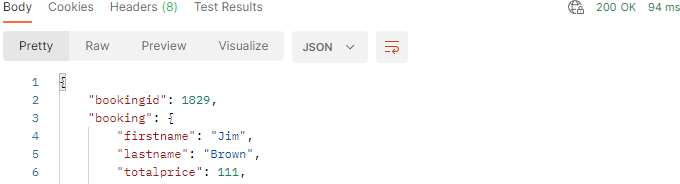 Body Cookies Headers (8) Test Results 200 OK 94 ms
Pretty Raw Preview Visualize JSON
1 {
2 "bookingid": 1829,
3 "booking": {
4 "firstname": "Jim",
5 "lastname": "Brown",
6 "totalprice": 111,